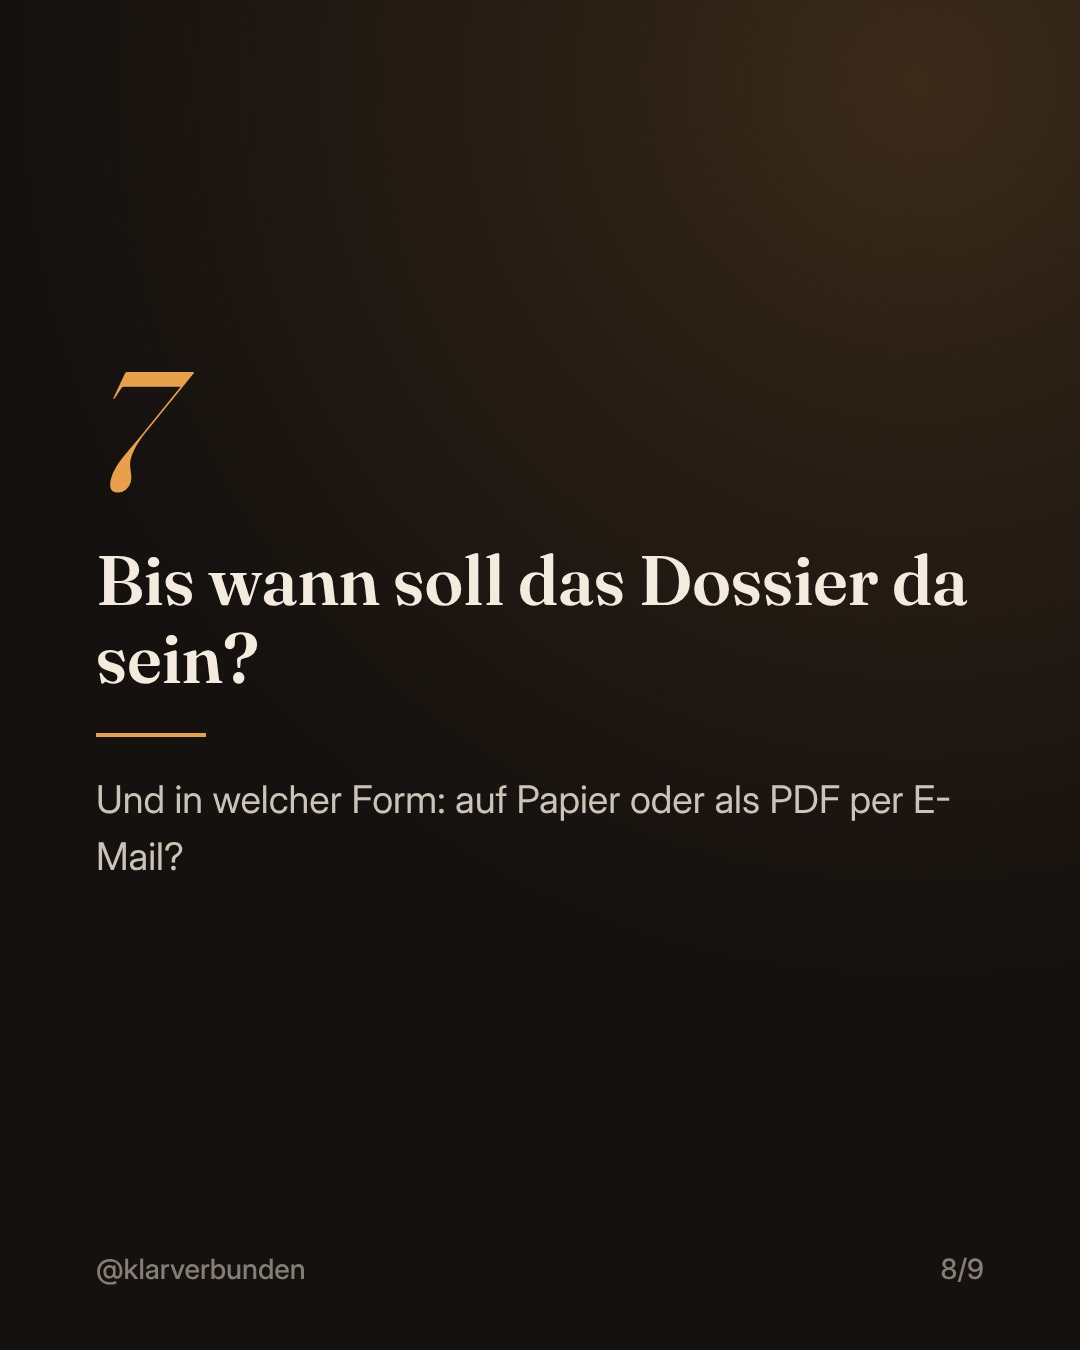 7
Bis wann soll das Dossier da
sein?
Und in welcher Form: auf Papier oder als PDF per E-
Mail?
@klarverbunden
8/9